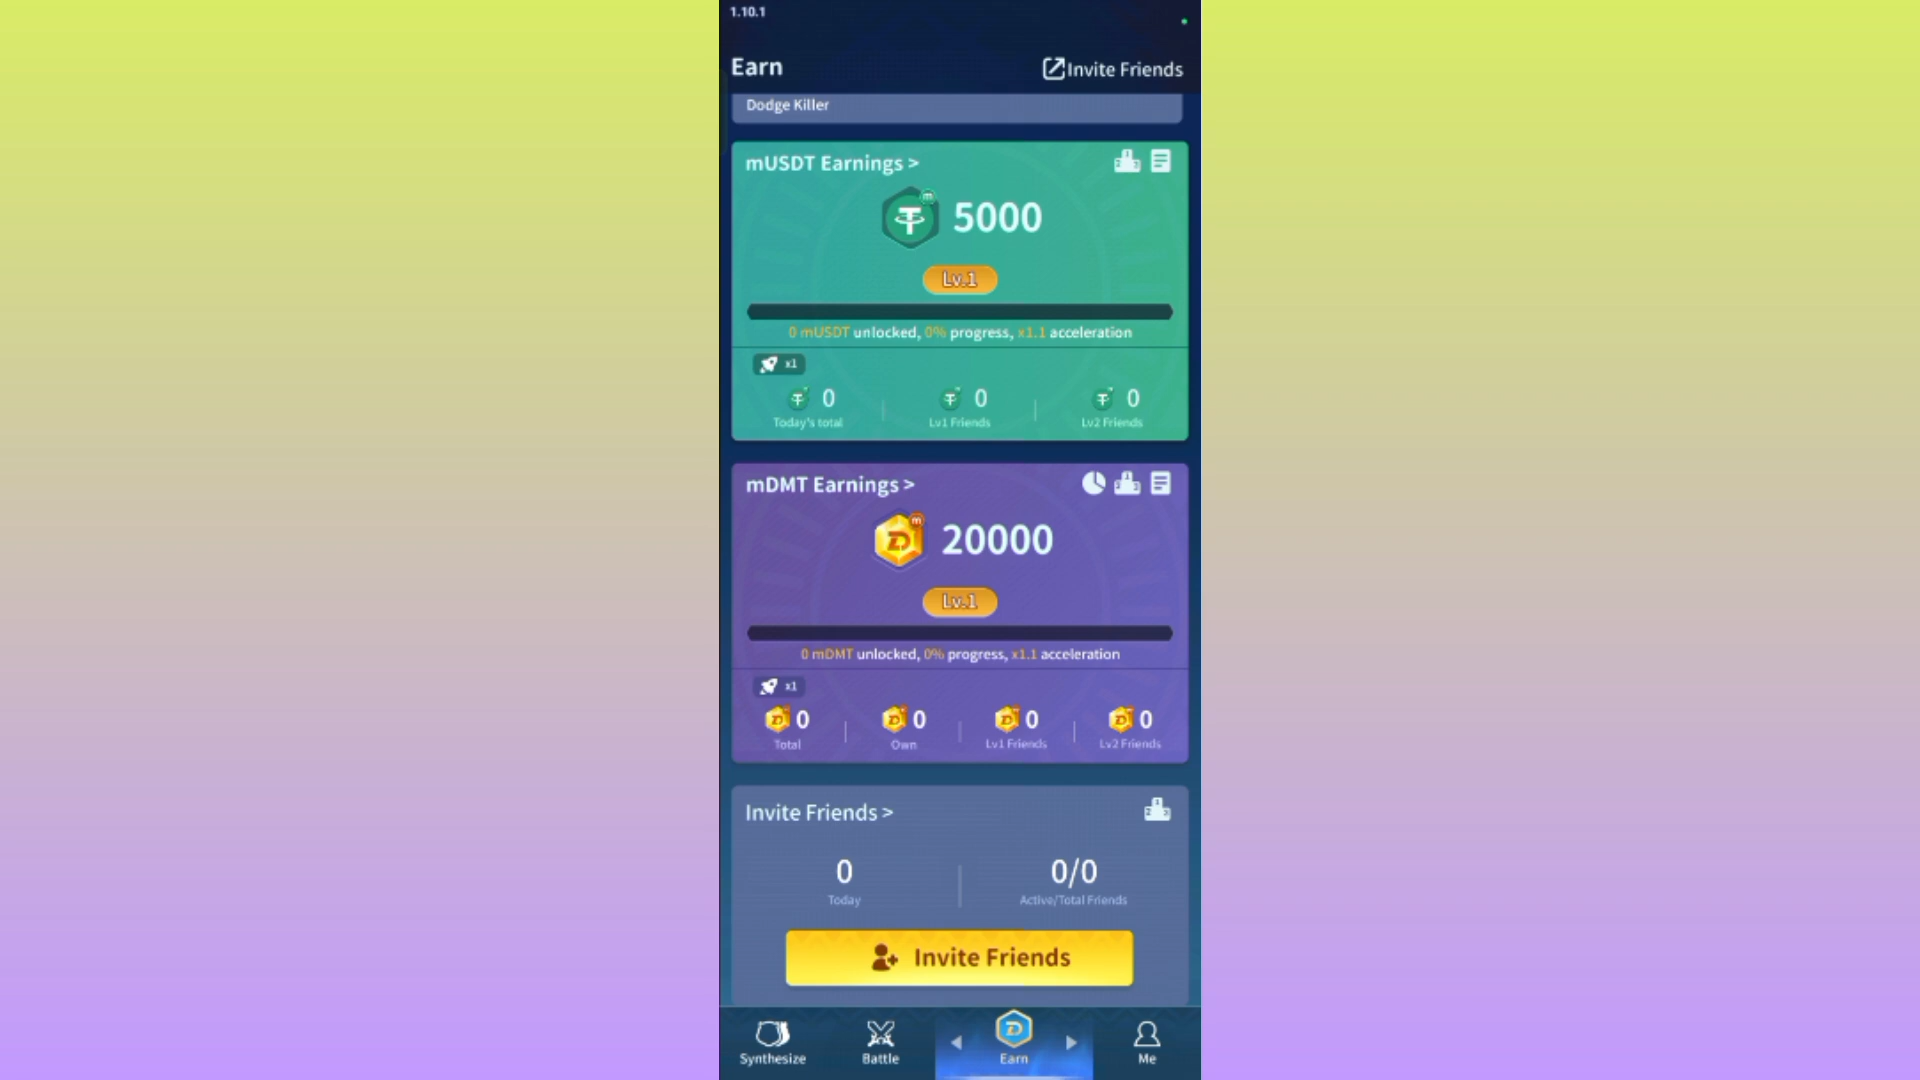 1.10.1
Earn
Invite Friends
Dodge Killer
mUSDT Earnings >
5000
Lv.1
0 mUSDT unlocked, 0% progress, x1.1 acceleration
x1
0 0 0
Today's total Lv1 Friends Lv2 Friends
mDMT Earnings >
20000
Lv.1
0 mDMT unlocked, 0% progress, x1.1 acceleration
x1
0 0 0 0
Total Own Lv1 Friends Lv2 Friends
Invite Friends >
0 0/0
Today Active/Total Friends
Invite Friends
Synthesize Battle Earn Me